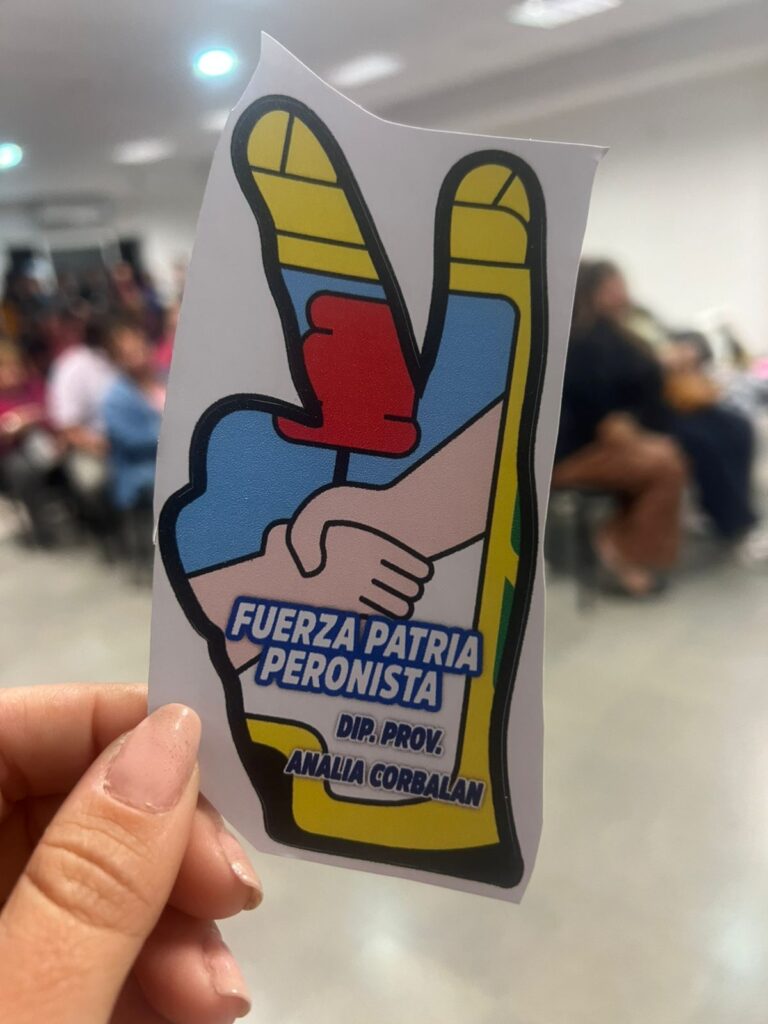 FUERZA PATRIA
PERONISTA
DIP. PROV.
ANALIA CORBALAN